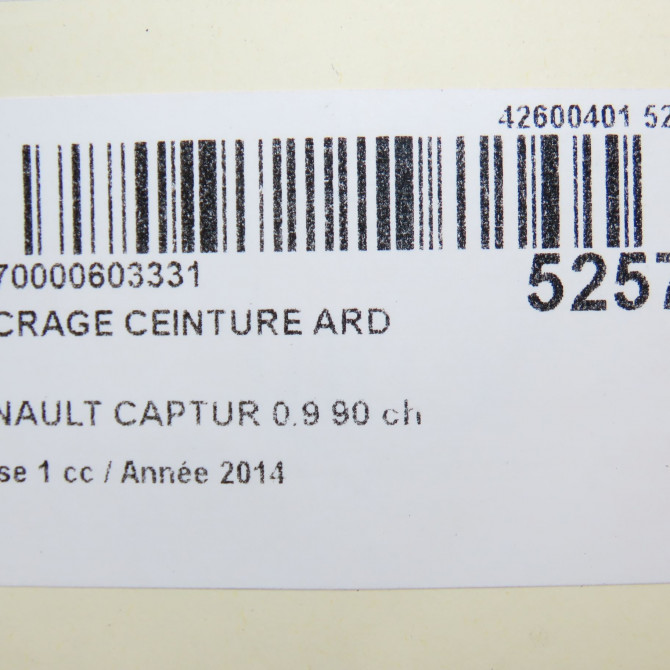 42600401 52
70000603331
5257
CRAGE CEINTURE ARD
NAULT CAPTUR 0.9 90 ch
se 1 cc / Année 2014